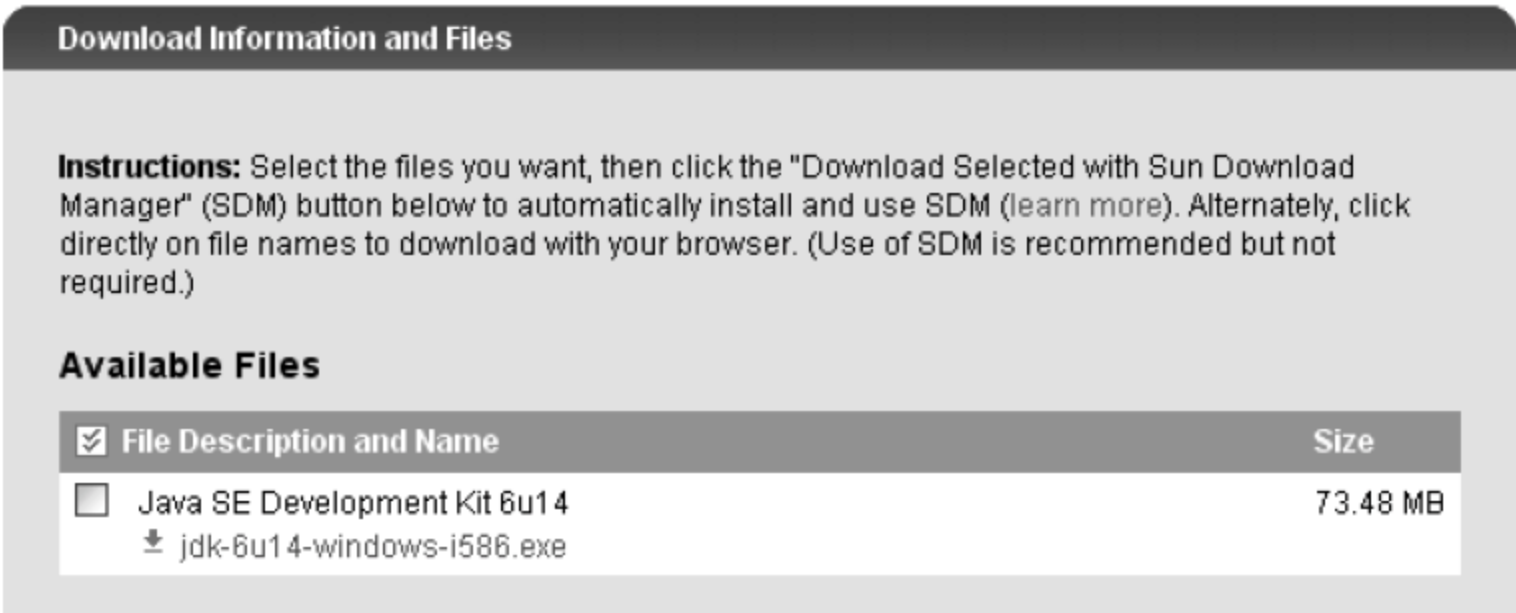 Download Information and Files
Instructions: Select the files you want, then click the "Download Selected with Sun Download
Manager" (SDM) button below to automatically install and use SDM (learn more). Alternately, click
directly on file names to download with your browser. (Use of SDM is recommended but not
required.)
Available Files
File Description and Name Size
Java SE Development Kit 6u14 73.48 MB
jdk-6u14-windows-i586.exe